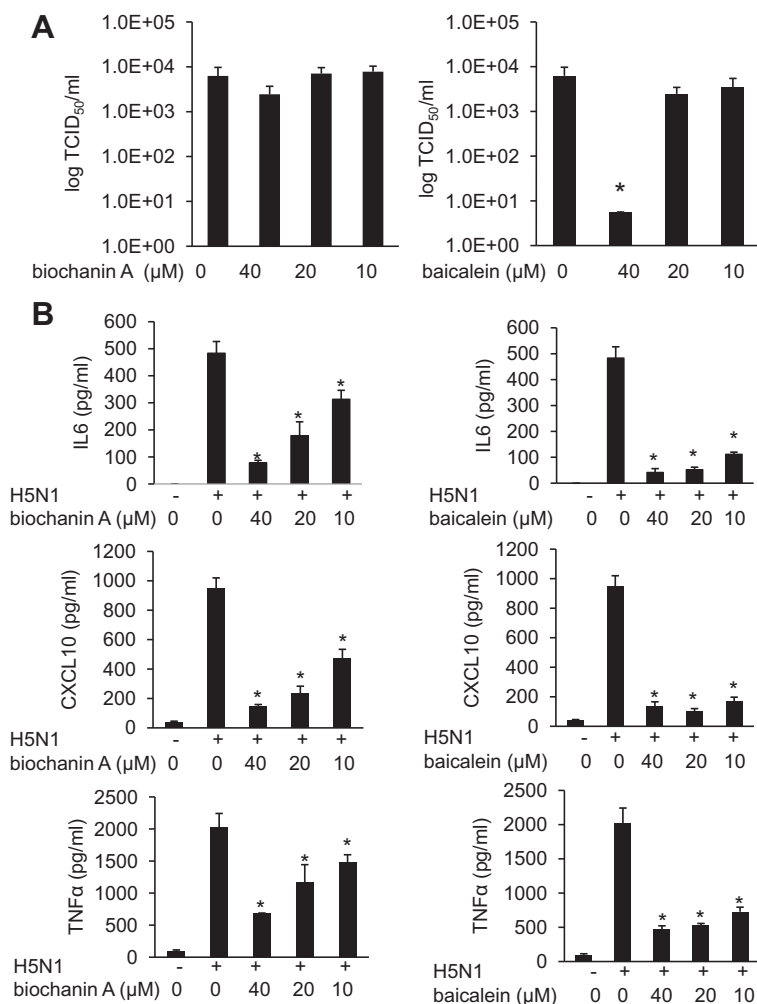 A
1.0E+05
1.0E+04
1.0E+03
1.0E+02
1.0E+01
1.0E+00
log TCID50/ml
biochanin A (µM) 0 40 20 10
1.0E+05
1.0E+04
1.0E+03
1.0E+02
1.0E+01
1.0E+00
log TCID50/ml
*
baicalein (µM) 0 40 20 10
B
600
500
400
300
200
100
0
IL6 (pg/ml)
* * *
H5N1 - + + + +
biochanin A (µM) 0 0 40 20 10
600
500
400
300
200
100
0
IL6 (pg/ml)
* * *
H5N1 - + + + +
baicalein (µM) 0 0 40 20 10
1200
1000
800
600
400
200
0
CXCL10 (pg/ml)
* * *
H5N1 - + + + +
biochanin A (µM) 0 0 40 20 10
1200
1000
800
600
400
200
0
CXCL10 (pg/ml)
* * *
H5N1 - + + + +
baicalein (µM) 0 0 40 20 10
2500
2000
1500
1000
500
0
TNFα
(pg/ml)
* * *
H5N1 - + + + +
biochanin A (µM) 0 0 40 20 10
2500
2000
1500
1000
500
0
TNFα
(pg/ml)
* * *
H5N1 - + + + +
baicalein (µM) 0 0 40 20 10